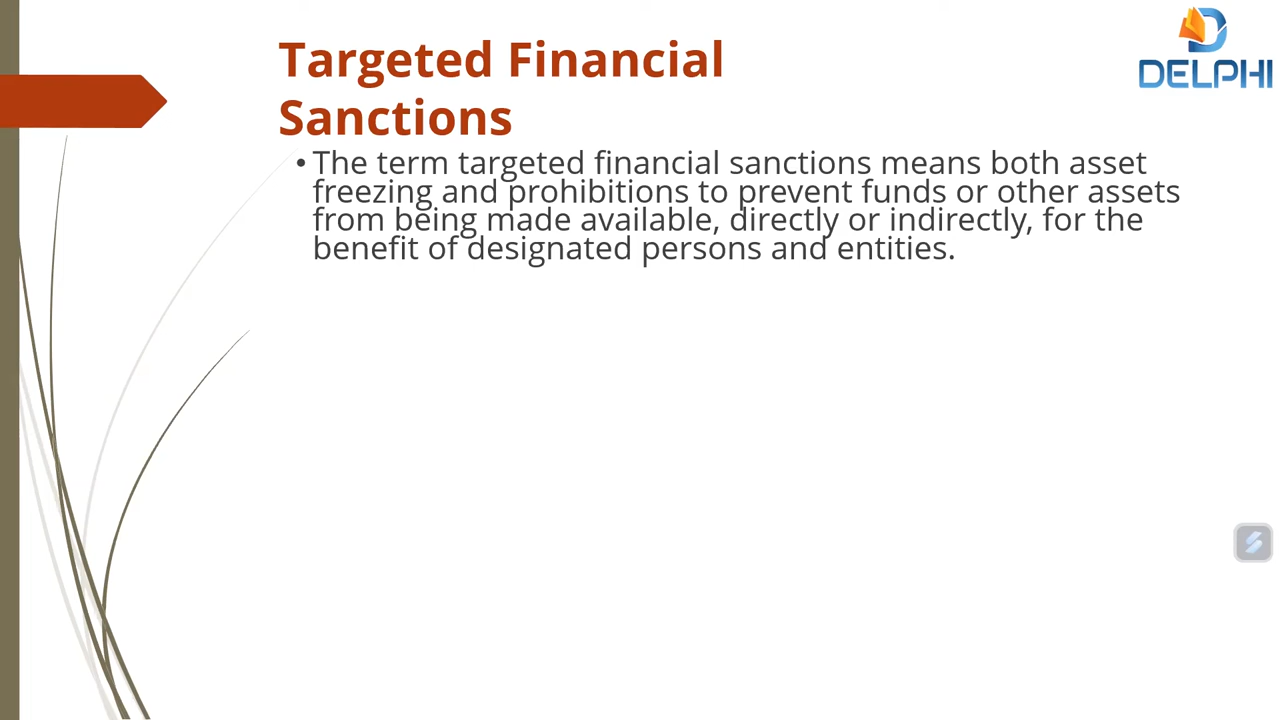 DELPHI
Targeted Financial
Sanctions
• The term targeted financial sanctions means both asset
freezing and prohibitions to prevent funds or other assets
from being made available, directly or indirectly, for the
benefit of designated persons and entities.